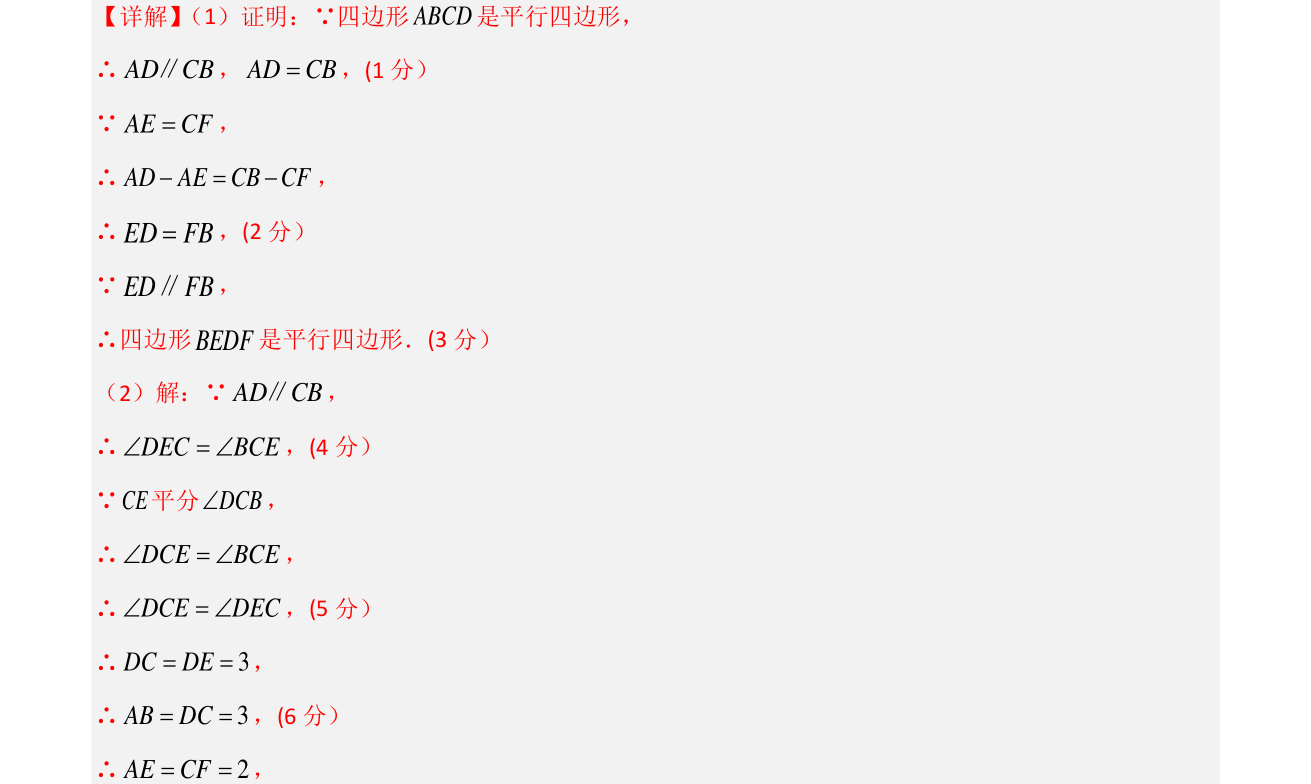 【详解】（1）证明：∵四边形ABCD是平行四边形，
∴AD∥CB，AD=CB，(1分）
∵AE=CF，
∴AD−AE=CB−CF，
∴ED=FB，(2分）
∵ED∥FB，
∴四边形BEDF是平行四边形．(3分）
（2）解：∵AD∥CB，
∴∠DEC=∠BCE，(4分）
∵CE平分∠DCB，
∴∠DCE=∠BCE，
∴∠DCE=∠DEC，(5分）
∴DC=DE=3，
∴AB=DC=3，(6分）
∴AE=CF=2，